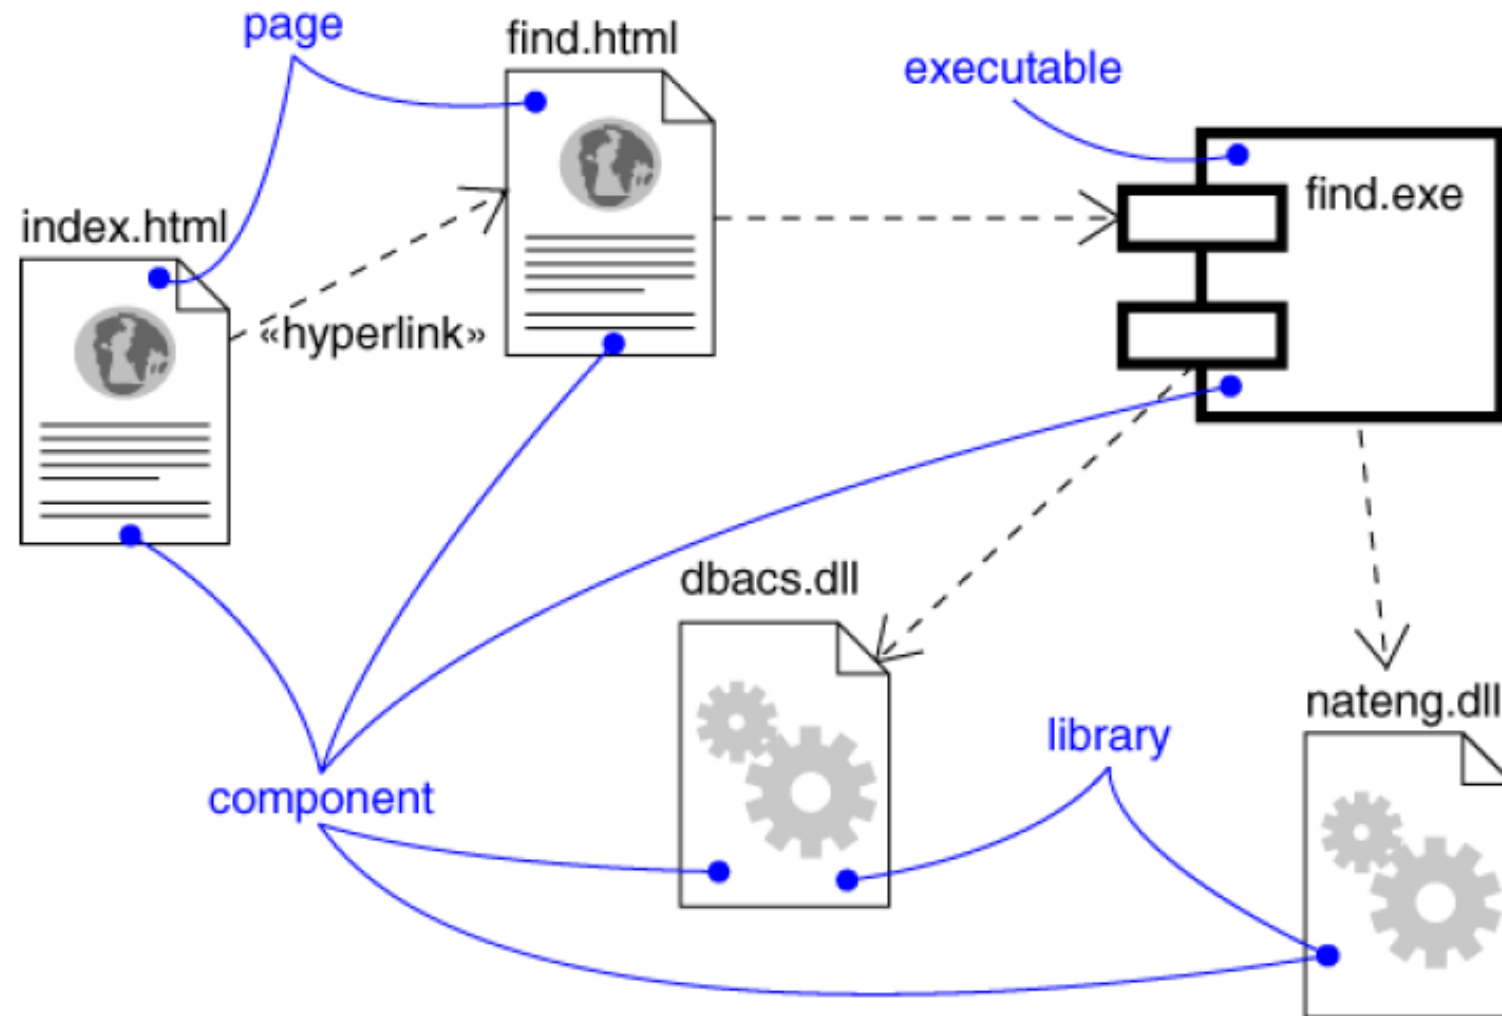 page
find.html
executable
find.exe
index.html
«hyperlink»
dbacs.dll
nateng.dll
library
component